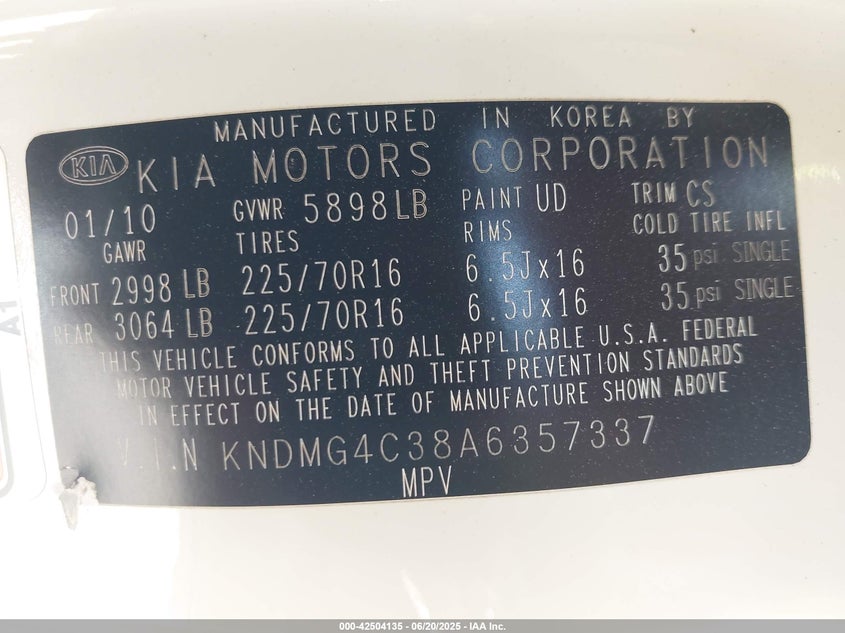 MANUFACTURED IN KOREA BY
KIA KIA MOTORS CORPORATION
01/10 GVWR 5898LB PAINT UD TRIM CS
GAWR TIRES RIMS COLD TIRE INFL
FRONT 2998 LB 225/70R16 6.5Jx16 35 psi SINGLE
REAR 3064 LB 225/70R16 6.5Jx16 35 psi SINGLE
THIS VEHICLE CONFORMS TO ALL APPLICABLE U.S.A. FEDERAL
MOTOR VEHICLE SAFETY AND THEFT PREVENTION STANDARDS
IN EFFECT ON THE DATE OF MANUFACTURE SHOWN ABOVE
V.I.N KNDMG4C38A6357337
MPV
A1
000-42504135 - 06/20/2025 - IAA Inc.